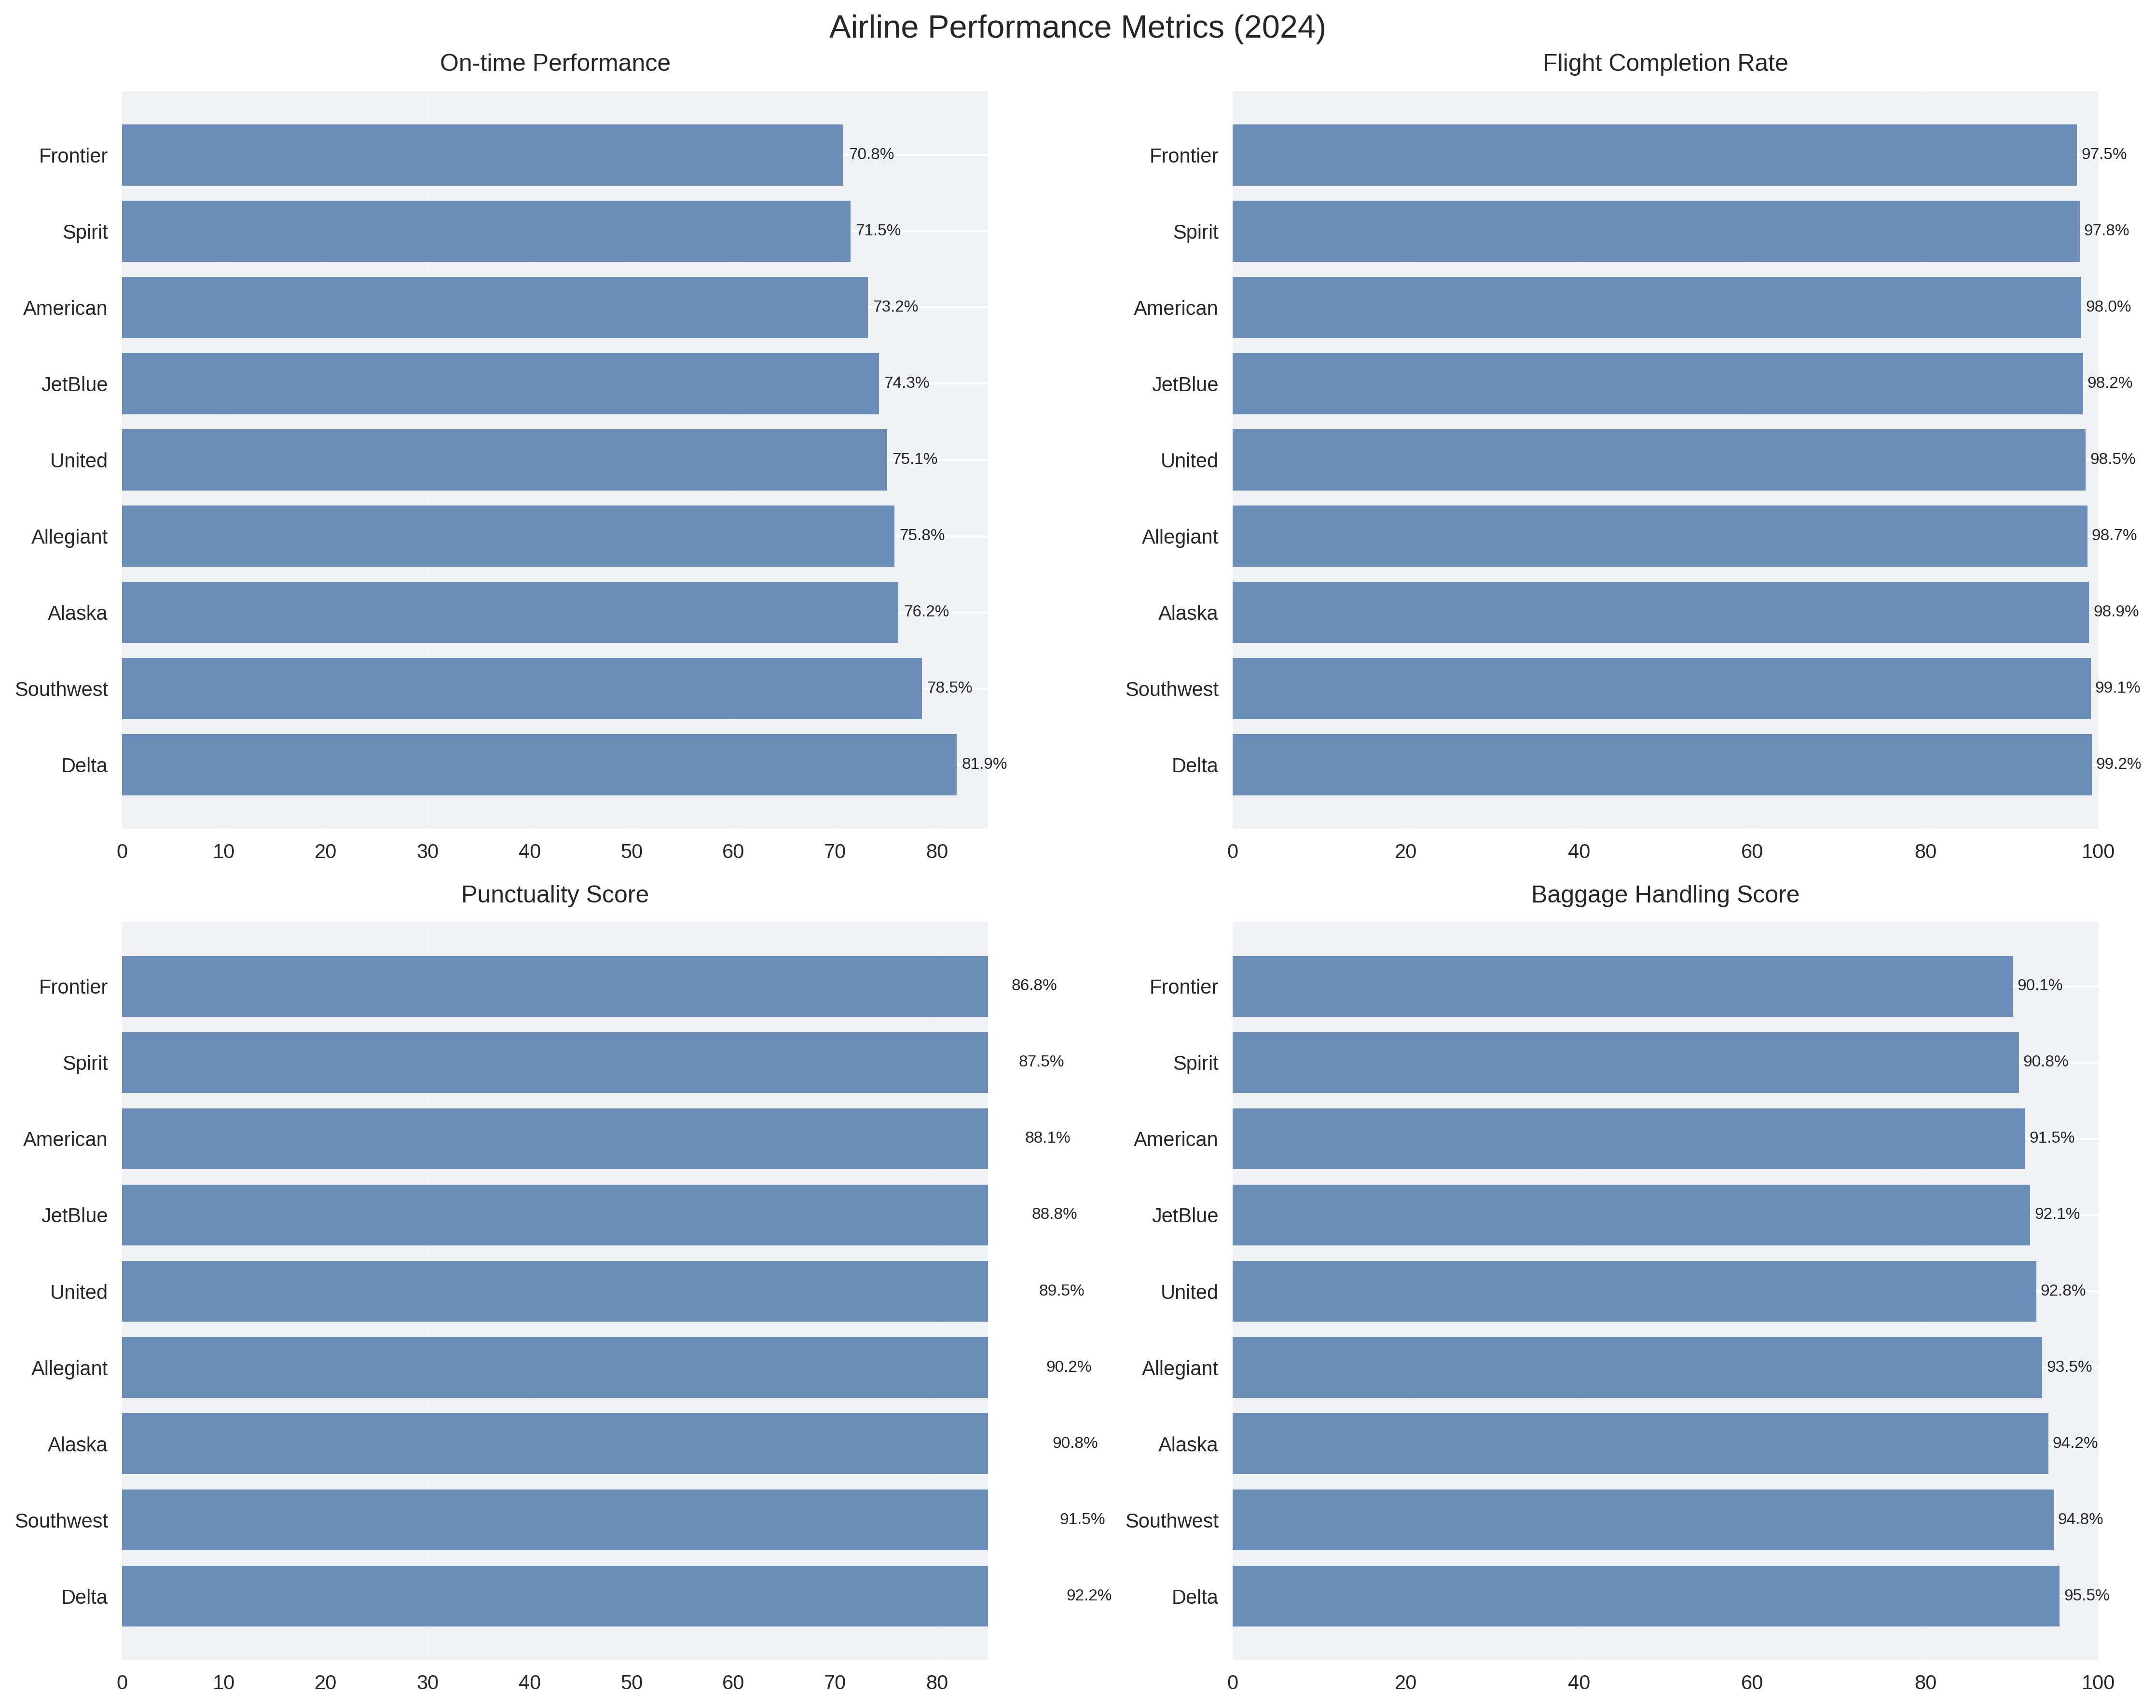 Airline Performance Metrics (2024)
On-time Performance
Frontier 70.8%
Spirit 71.5%
American 73.2%
JetBlue 74.3%
United 75.1%
Allegiant 75.8%
Alaska 76.2%
Southwest 78.5%
Delta 81.9%
0 10 20 30 40 50 60 70 80
Flight Completion Rate
Frontier 97.5%
Spirit 97.8%
American 98.0%
JetBlue 98.2%
United 98.5%
Allegiant 98.7%
Alaska 98.9%
Southwest 99.1%
Delta 99.2%
0 20 40 60 80 100
Punctuality Score
Frontier 86.8%
Spirit 87.5%
American 88.1%
JetBlue 88.8%
United 89.5%
Allegiant 90.2%
Alaska 90.8%
Southwest 91.5%
Delta 92.2%
0 10 20 30 40 50 60 70 80
Baggage Handling Score
Frontier 90.1%
Spirit 90.8%
American 91.5%
JetBlue 92.1%
United 92.8%
Allegiant 93.5%
Alaska 94.2%
Southwest 94.8%
Delta 95.5%
0 20 40 60 80 100